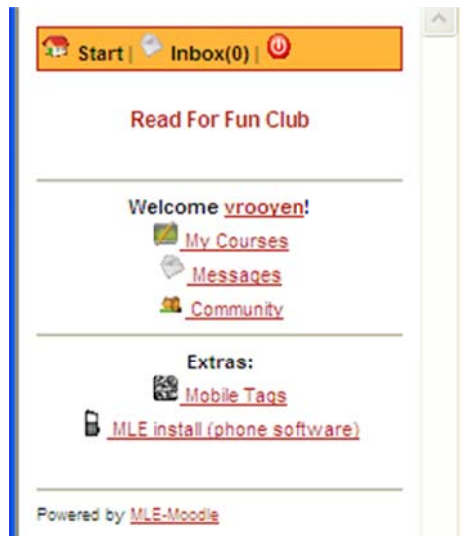 Start | Inbox(0) |
Read For Fun Club
Welcome vrooyen!
My Courses
Messages
Community
Extras:
Mobile Tags
MLE install (phone software)
Powered by MLE-Moodle